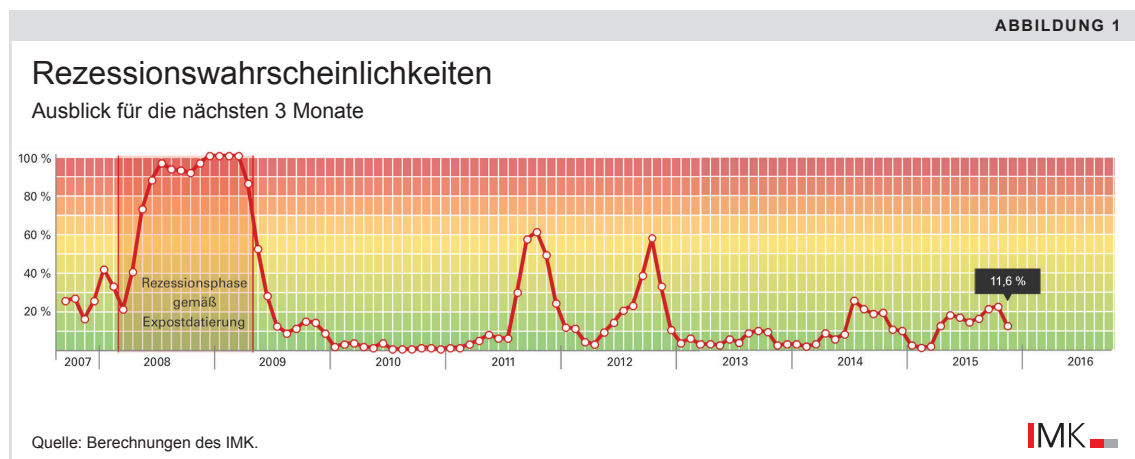 ABBILDUNG 1
Rezessionswahrscheinlichkeiten
Ausblick für die nächsten 3 Monate
100 %
80 %
60 %
40 %
20 %
Rezessionsphase
gemäß
Expostdatierung
11,6 %
2007 2008 2009 2010 2011 2012 2013 2014 2015 2016
Quelle: Berechnungen des IMK.
IMK